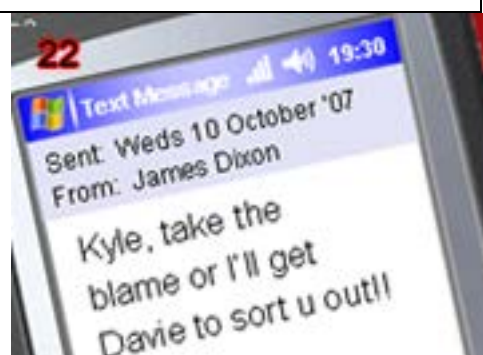 22
Text Message 19:30
Sent: Weds 10 October '07
From: James Dixon
Kyle, take the
blame or I'll get
Davie to sort u out!!